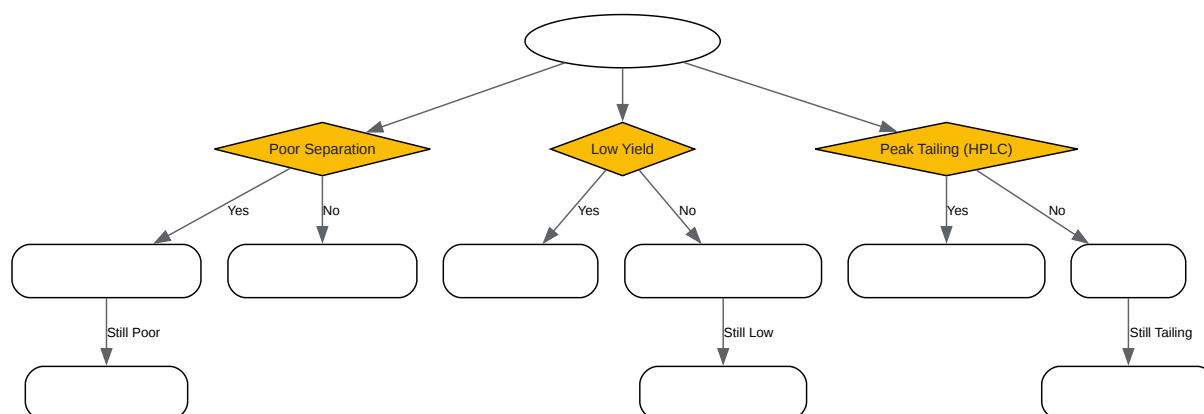 Poor Separation
Low Yield
Peak Tailing (HPLC)
Yes
No
Yes
No
Yes
No
Still Poor
Still Low
Still Tailing